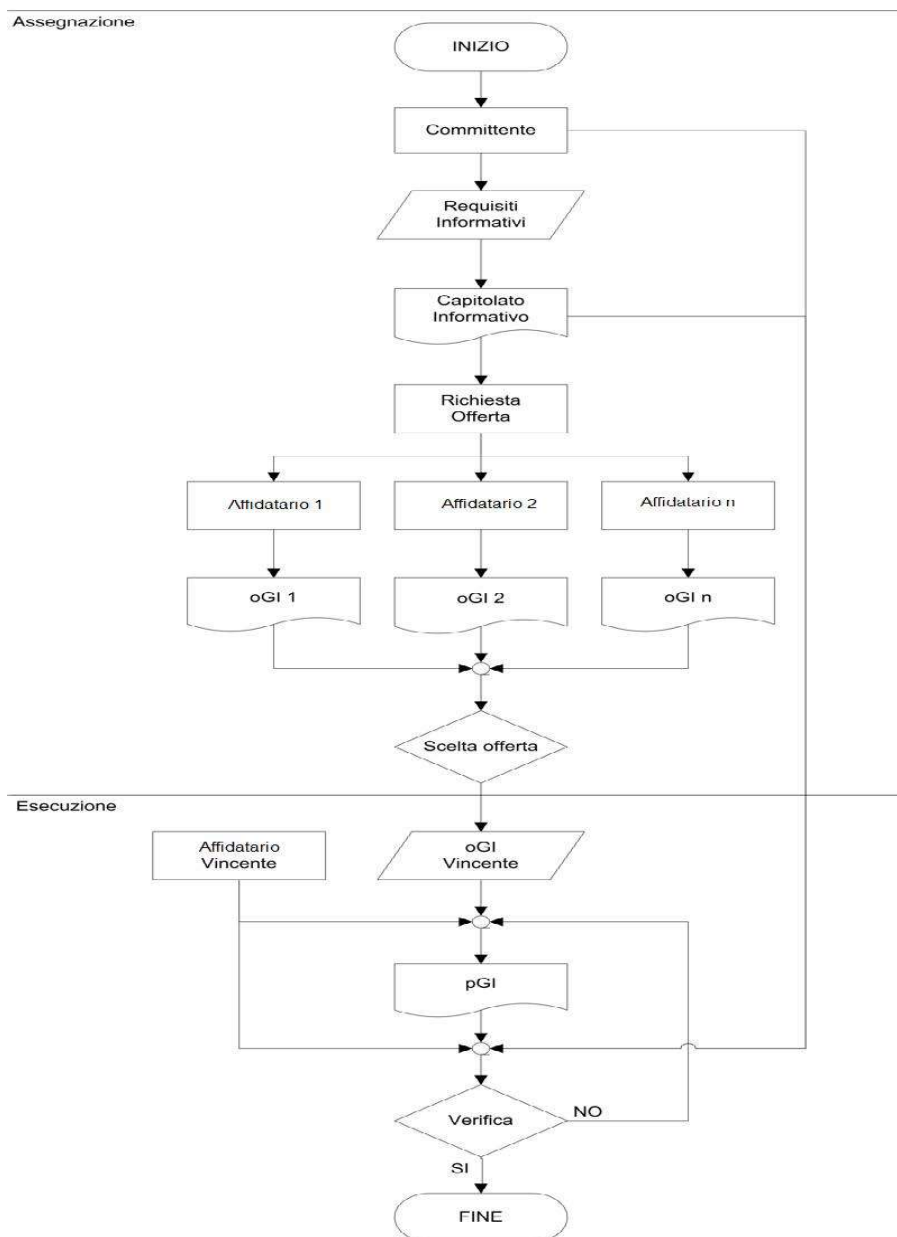 Assegnazione
INIZIO
Committente
Requisiti
Informativi
Capitolato
Informativo
Richiesta
Offerta
Affidatario 1
Affidatario 2
Affidatario n
oGI 1
oGI 2
oGI n
Scelta offerta
Esecuzione
Affidatario
Vincente
oGI
Vincente
pGI
Verifica
NO
SI
FINE